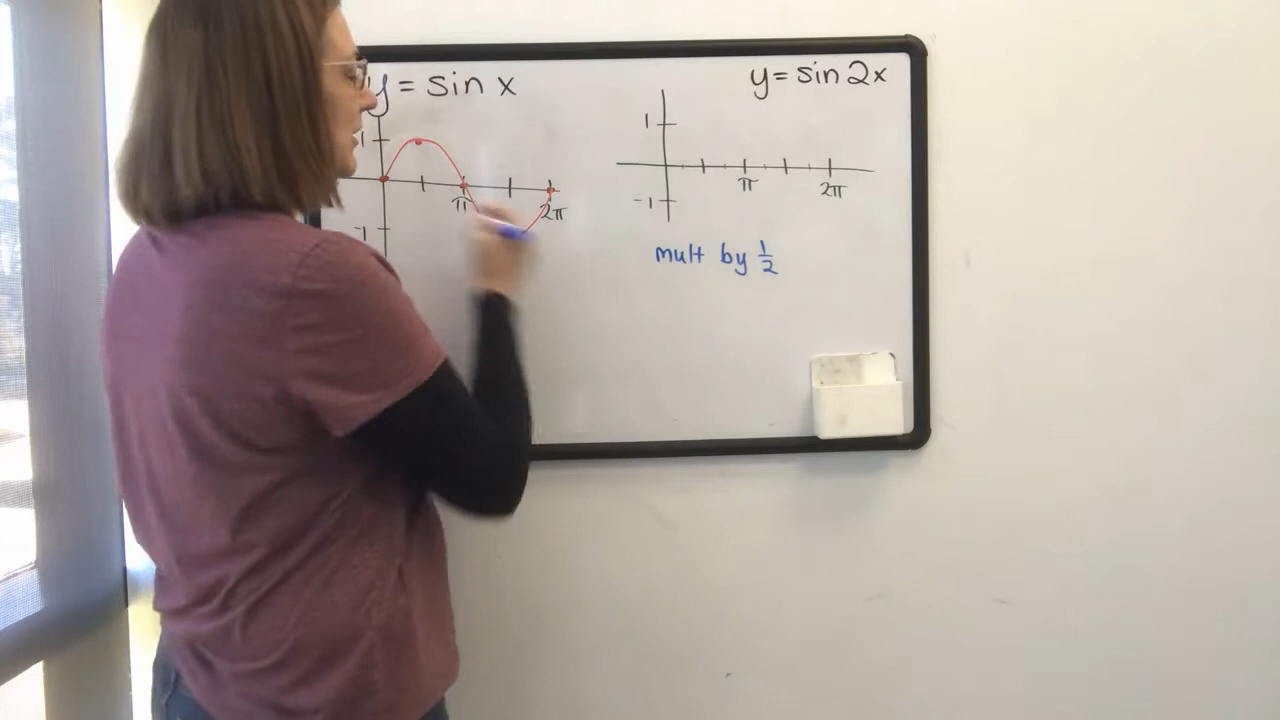 y = sin x
1
π
2π
-1
y = sin 2x
1
π
2π
-1
mult by 1/2